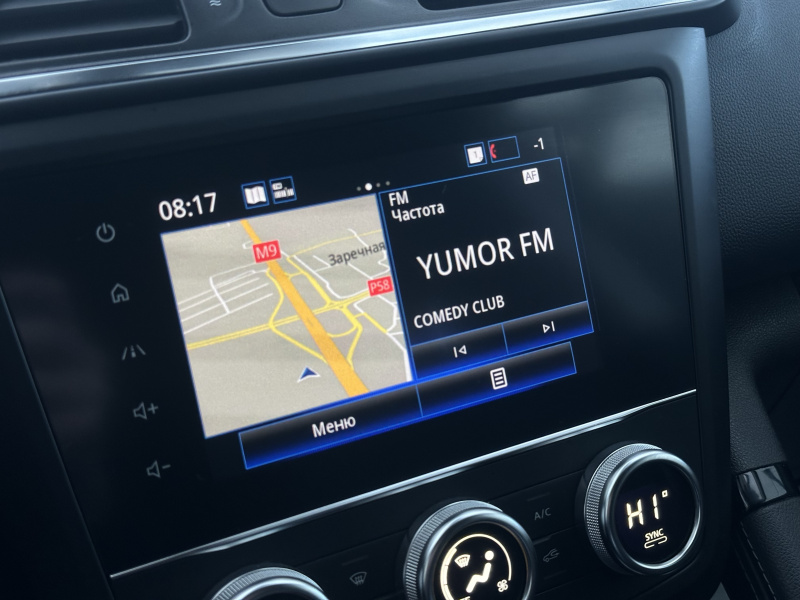 08:17
-1
AF
FM
Частота
YUMOR FM
COMEDY CLUB
M9
Заречная
P58
Меню
A/C
HI°
SYNC